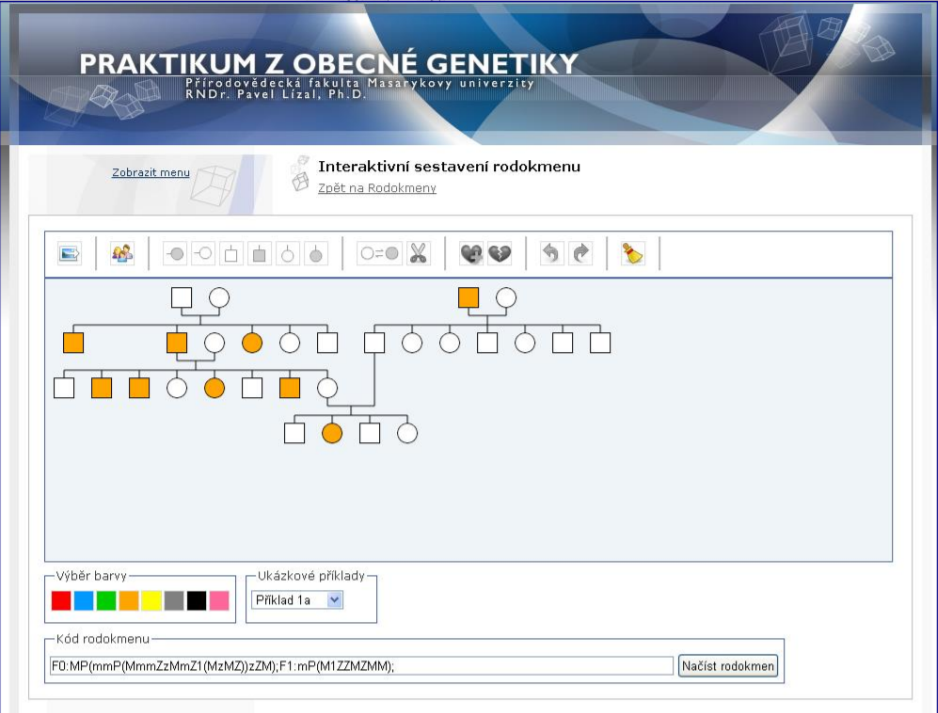 PRAKTIKUM Z OBECNÉ GENETIKY
Přírodovědecká fakulta Masarykovy univerzity
RNDr. Pavel Lízal, Ph.D.
Zobrazit menu
Interaktivní sestavení rodokmenu
Zpět na Rodokmeny
Výběr barvy
Ukázkové příklady
Příklad 1a
Kód rodokmenu
F0:MP(mmP(MmmZzMmZ1(MzMZ))zZM);F1:mP(M1ZZMZMM);
Načíst rodokmen